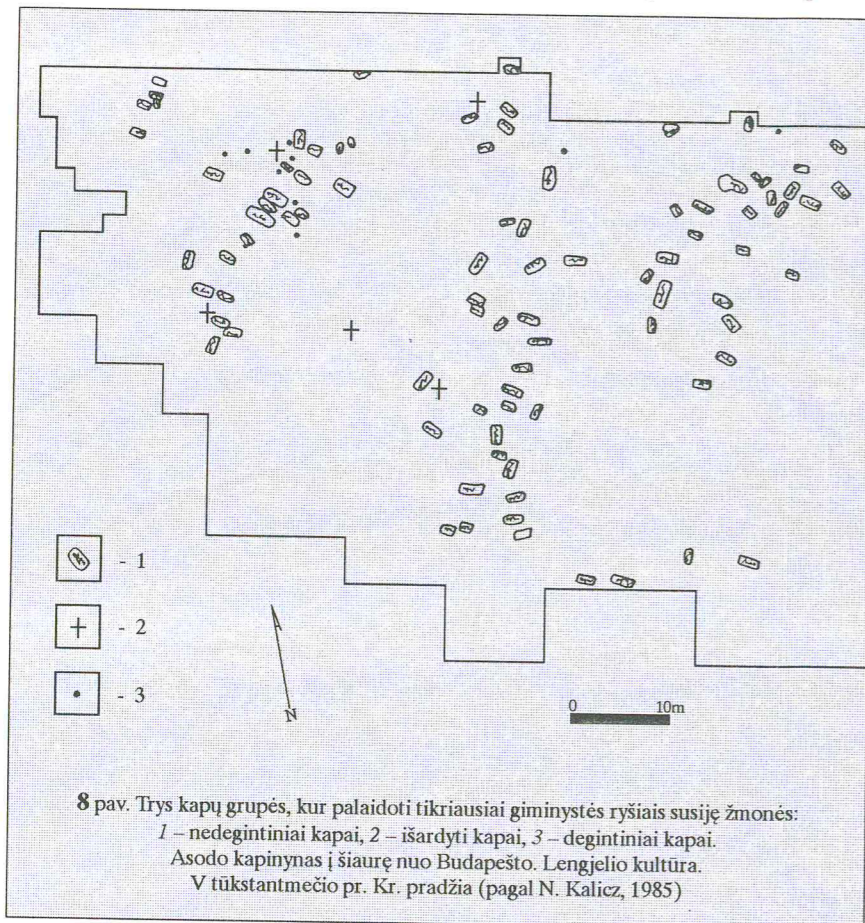 - 1
- 2
- 3
N
0 10m
8 pav. Trys kapų grupės, kur palaidoti tikriausiai giminystės ryšiais susiję žmonės:
1 – nedegintiniai kapai, 2 – išardyti kapai, 3 – degintiniai kapai.
Asodo kapinynas į šiaurę nuo Budapešto. Lengjelio kultūra.
V tūkstantmečio pr. Kr. pradžia (pagal N. Kalicz, 1985)